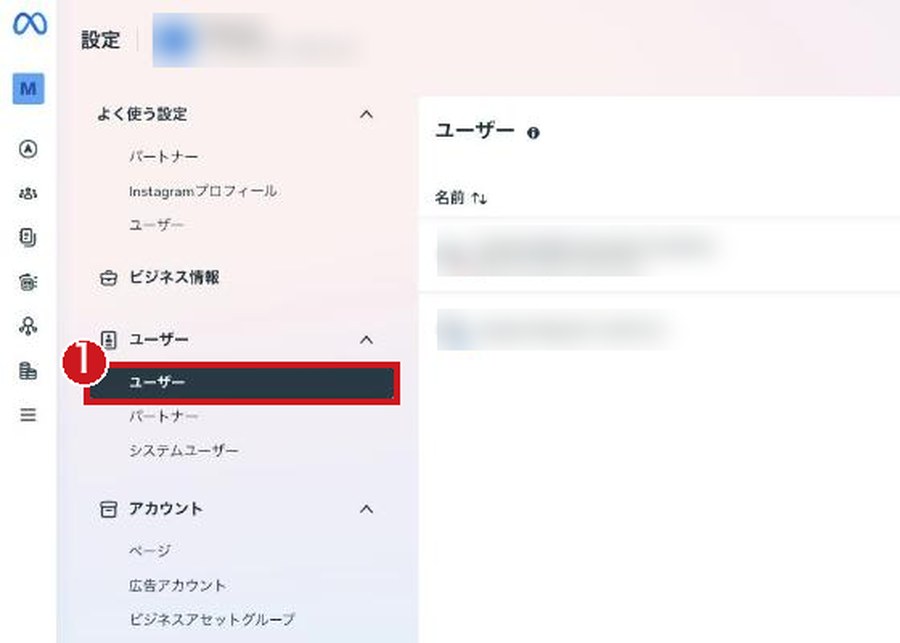 設定
M
よく使う設定
パートナー
Instagramプロフィール
ユーザー
ビジネス情報
ユーザー
1
ユーザー
パートナー
システムユーザー
アカウント
ページ
広告アカウント
ビジネスアセットグループ
ユーザー
名前